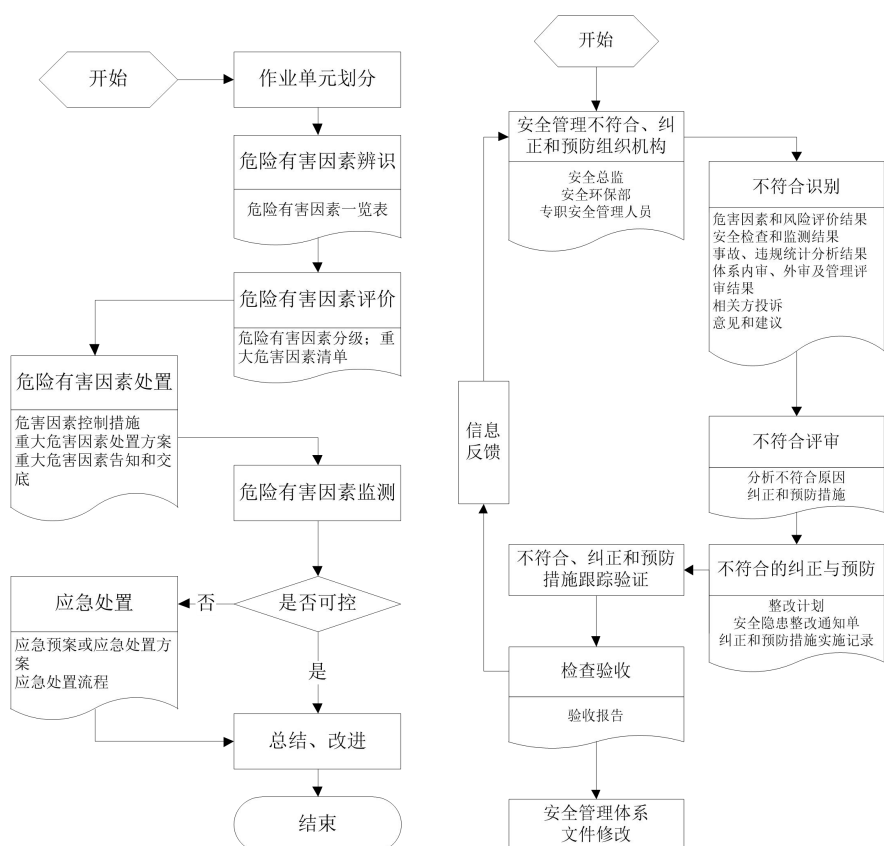 开始
作业单元划分
危险有害因素辨识
危险有害因素一览表
危险有害因素评价
危险有害因素分级；重
大危害因素清单
危险有害因素处置
危害因素控制措施
重大危害因素处置方案
重大危害因素告知和交
底
危险有害因素监测
是否可控
否
应急处置
应急预案或应急处置方
案
应急处置流程
是
总结、改进
结束
开始
安全管理不符合、纠
正和预防组织机构
安全总监
安全环保部
专职安全管理人员
不符合识别
危害因素和风险评价结果
安全检查和监测结果
事故、违规统计分析结果
体系内审、外审及管理评
审结果
相关方投诉
意见和建议
不符合评审
分析不符合原因
纠正和预防措施
不符合的纠正与预防
整改计划
安全隐患整改通知单
纠正和预防措施实施记录
不符合、纠正和预防
措施跟踪验证
检查验收
验收报告
信息
反馈
安全管理体系
文件修改